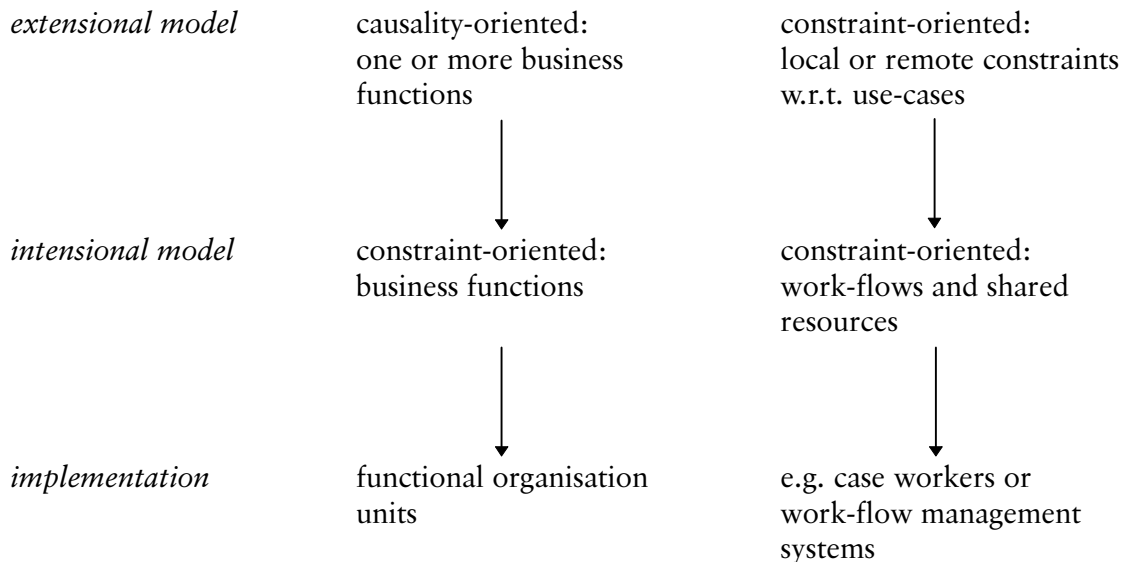 extensional model
causality-oriented:
one or more business
functions
constraint-oriented:
local or remote constraints
w.r.t. use-cases
intensional model
constraint-oriented:
business functions
constraint-oriented:
work-flows and shared
resources
implementation
functional organisation
units
e.g. case workers or
work-flow management
systems